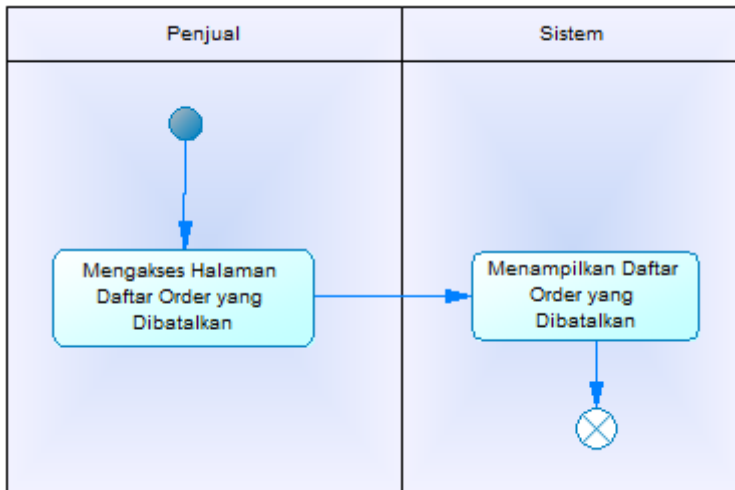 Penjual
Sistem
Mengakses Halaman
Daftar Order yang
Dibatalkan
Menampilkan Daftar
Order yang
Dibatalkan